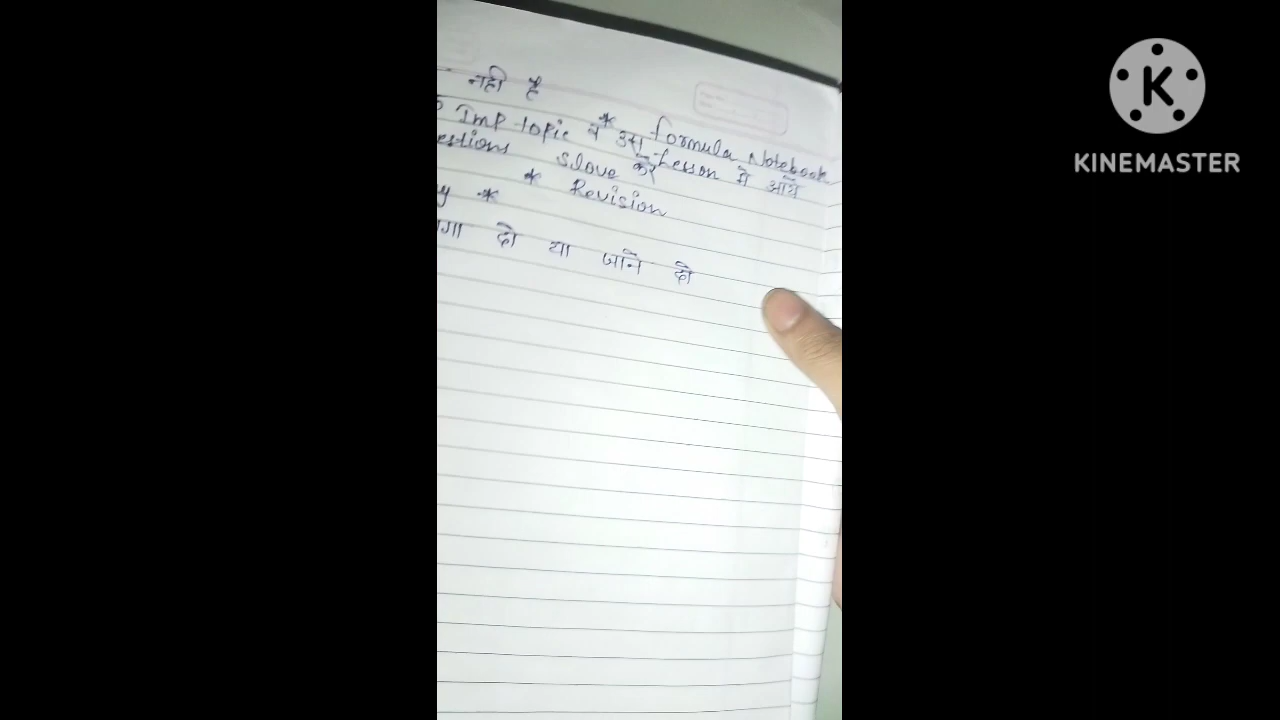 नही है
* formula Notebook
Imp topic व उस Lesson में आये
estions slove करें
* * Revision
गा दो या जाने दो
KINEMASTER